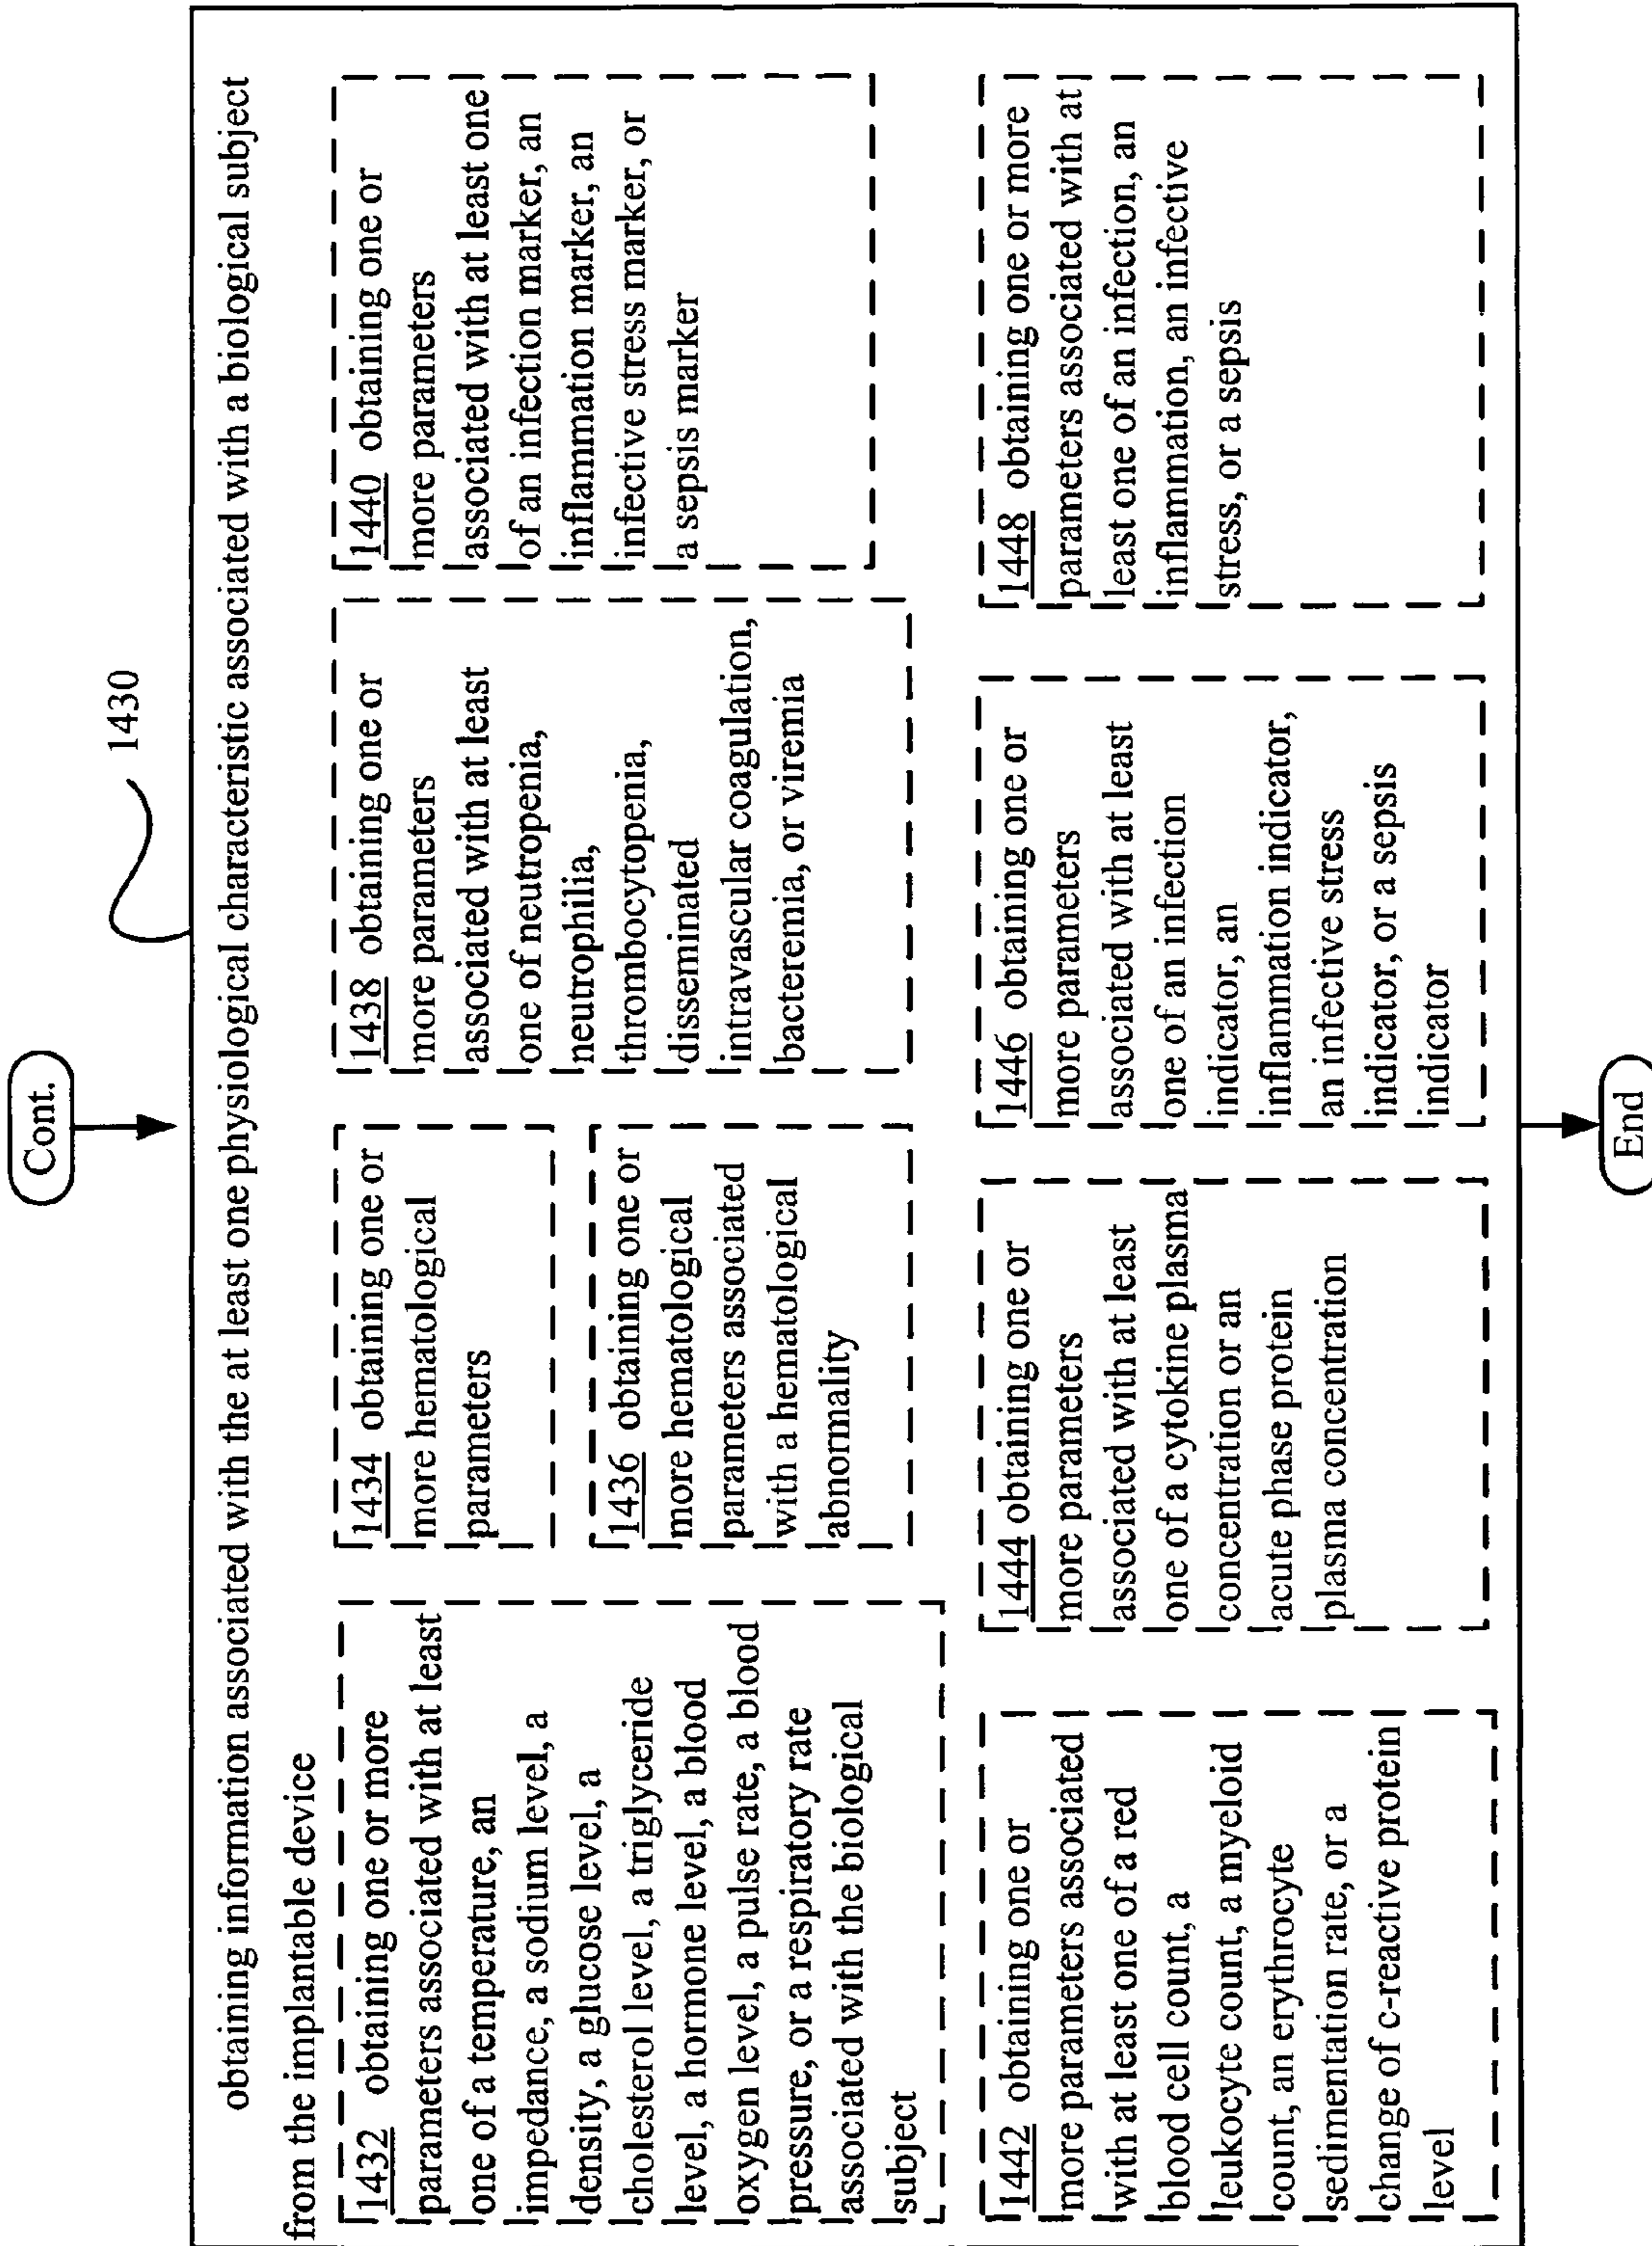 Cont.
1430
obtaining information associated with the at least one physiological characteristic associated with a biological subject
from the implantable device
1432 obtaining one or more
parameters associated with at least
one of a temperature, an
impedance, a sodium level, a
density, a glucose level, a
cholesterol level, a triglyceride
level, a hormone level, a blood
oxygen level, a pulse rate, a blood
pressure, or a respiratory rate
associated with the biological
subject
1434 obtaining one or
more hematological
parameters
1436 obtaining one or
more hematological
parameters associated
with a hematological
abnormality
1438 obtaining one or
more parameters
associated with at least
one of neutropenia,
neutrophilia,
thrombocytopenia,
disseminated
intravascular coagulation,
bacteremia, or viremia
1440 obtaining one or
more parameters
associated with at least one
of an infection marker, an
inflammation marker, an
infective stress marker, or
a sepsis marker
1442 obtaining one or
more parameters associated
with at least one of a red
blood cell count, a
leukocyte count, a myeloid
count, an erythrocyte
sedimentation rate, or a
change of c-reactive protein
level
1444 obtaining one or
more parameters
associated with at least
one of a cytokine plasma
concentration or an
acute phase protein
plasma concentration
1446 obtaining one or
more parameters
associated with at least
one of an infection
indicator, an
inflammation indicator,
an infective stress
indicator, or a sepsis
indicator
1448 obtaining one or more
parameters associated with at
least one of an infection, an
inflammation, an infective
stress, or a sepsis
End